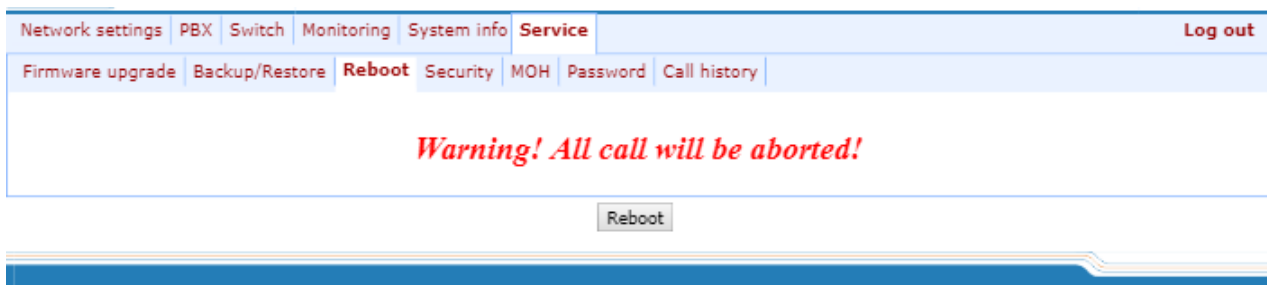 Network settings PBX Switch Monitoring System info Service Log out
Firmware upgrade Backup/Restore Reboot Security MOH Password Call history
Warning! All call will be aborted!
Reboot